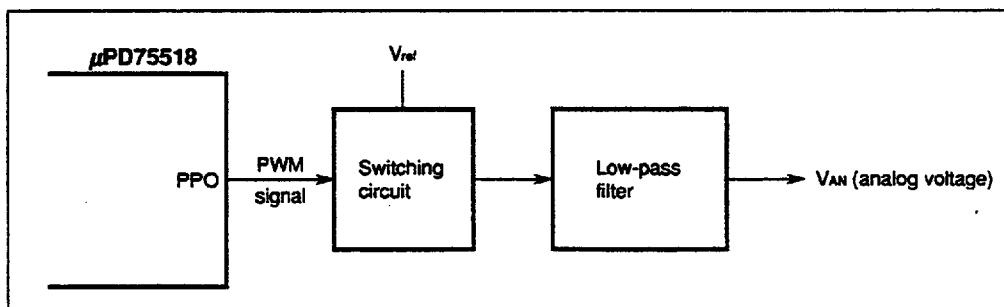 μPD75518
Vref
PPO
PWM
signal
Switching
circuit
Low-pass
filter
VAN (analog voltage)